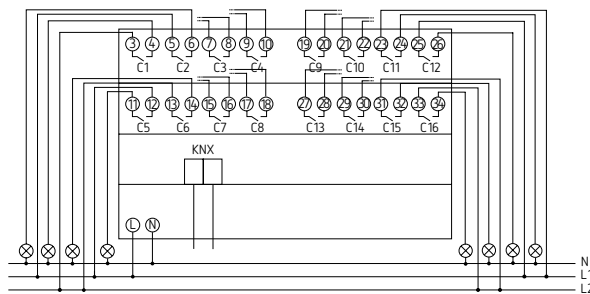 3 4 5 6 7 8 9 10 19 20 21 22 23 24 25 26
C1 C2 C3 C4 C9 C10 C11 C12
11 12 13 14 15 16 17 18 27 28 29 30 31 32 33 34
C5 C6 C7 C8 C13 C14 C15 C16
KNX
L N
N
L1
L2